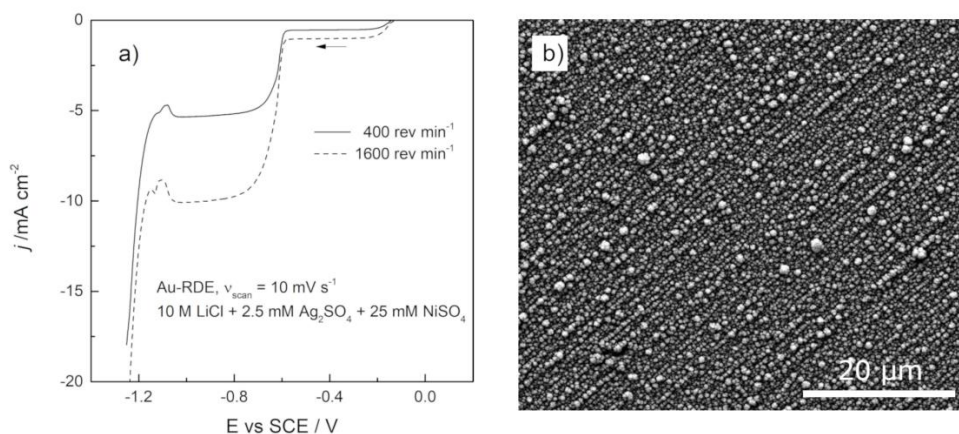 a)
0
-5
-10
-15
-20
j /mA cm⁻²
400 rev min⁻¹
1600 rev min⁻¹
Au-RDE, νscan = 10 mV s⁻¹
10 M LiCl + 2.5 mM Ag₂SO₄ + 25 mM NiSO₄
-1.2 -0.8 -0.4 0.0
E vs SCE / V
b)
20 µm